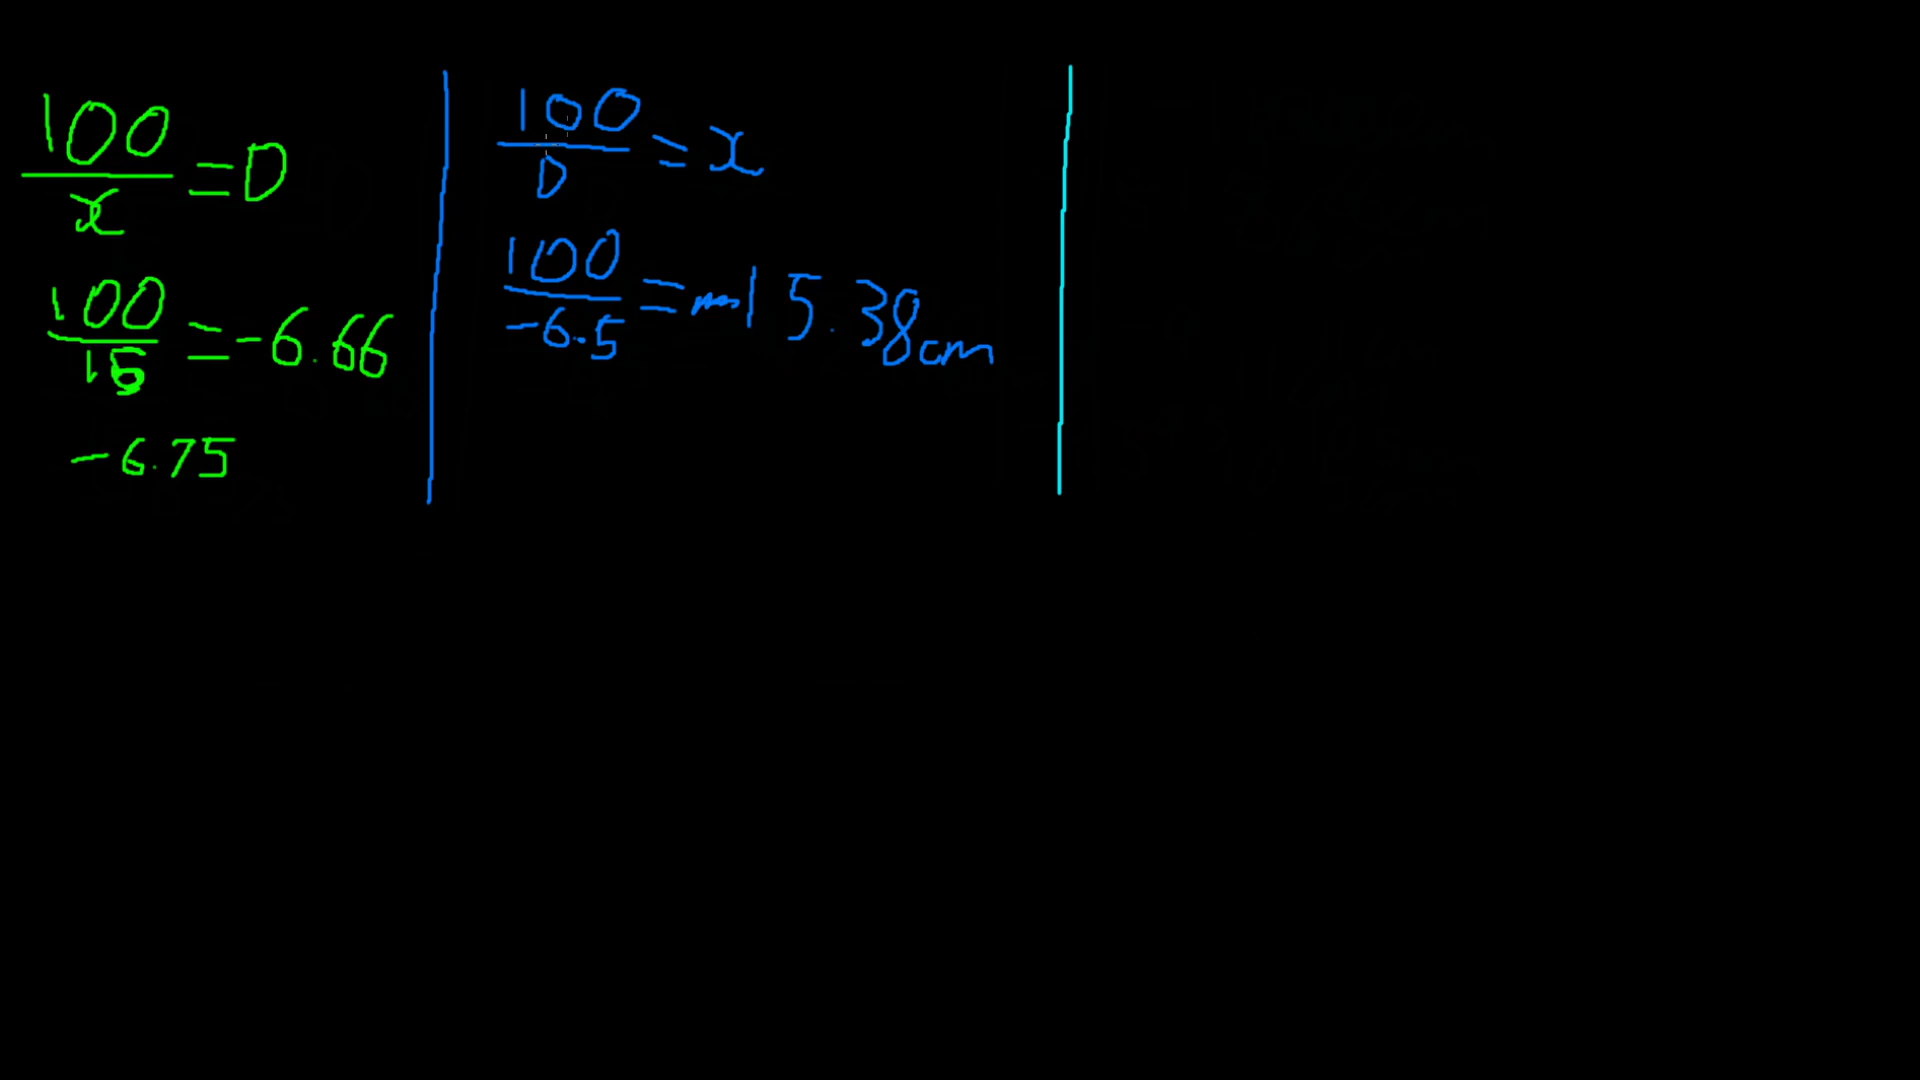 100/x = D
100/15 = -6.66
-6.75
100/D = x
100/-6.5 = -15.38cm